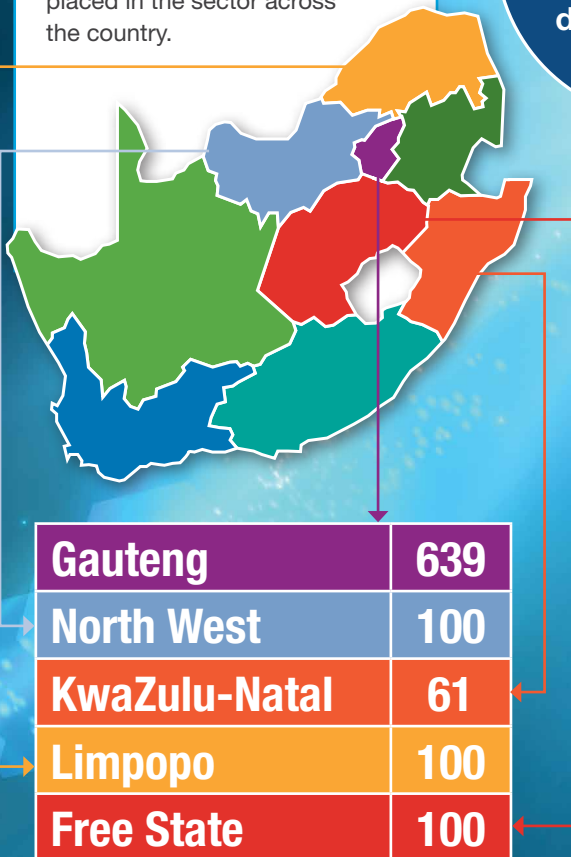 placed in the sector across
the country.
d
Gauteng 639
North West 100
KwaZulu-Natal 61
Limpopo 100
Free State 100